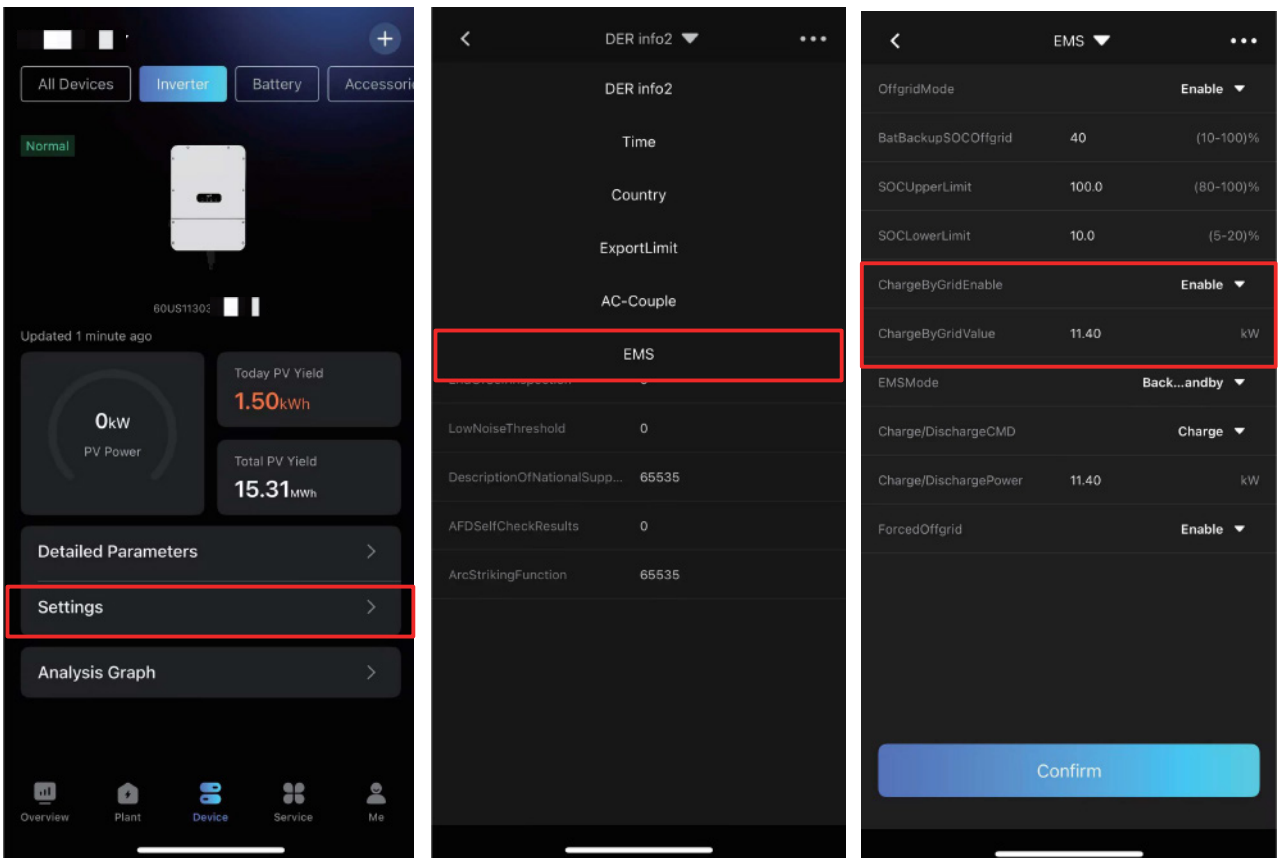 All Devices Inverter Battery Accessori
Normal
60US11303
Updated 1 minute ago
0kW
PV Power
Today PV Yield
1.50kWh
Total PV Yield
15.31MWh
Detailed Parameters
Settings
Analysis Graph
Overview Plant Device Service Me
DER info2
DER info2
Time
Country
ExportLimit
AC-Couple
EMS
LowNoiseThreshold 0
DescriptionOfNationalSupp... 65535
AFDSelfCheckResults 0
ArcStrikingFunction 65535
EMS
OffgridMode Enable
BatBackupSOCOffgrid 40 (10-100)%
SOCUpperLimit 100.0 (80-100)%
SOCLowerLimit 10.0 (5-20)%
ChargeByGridEnable Enable
ChargeByGridValue 11.40 kW
EMSMode Back...andby
Charge/DischargeCMD Charge
Charge/DischargePower 11.40 kW
ForcedOffgrid Enable
Confirm